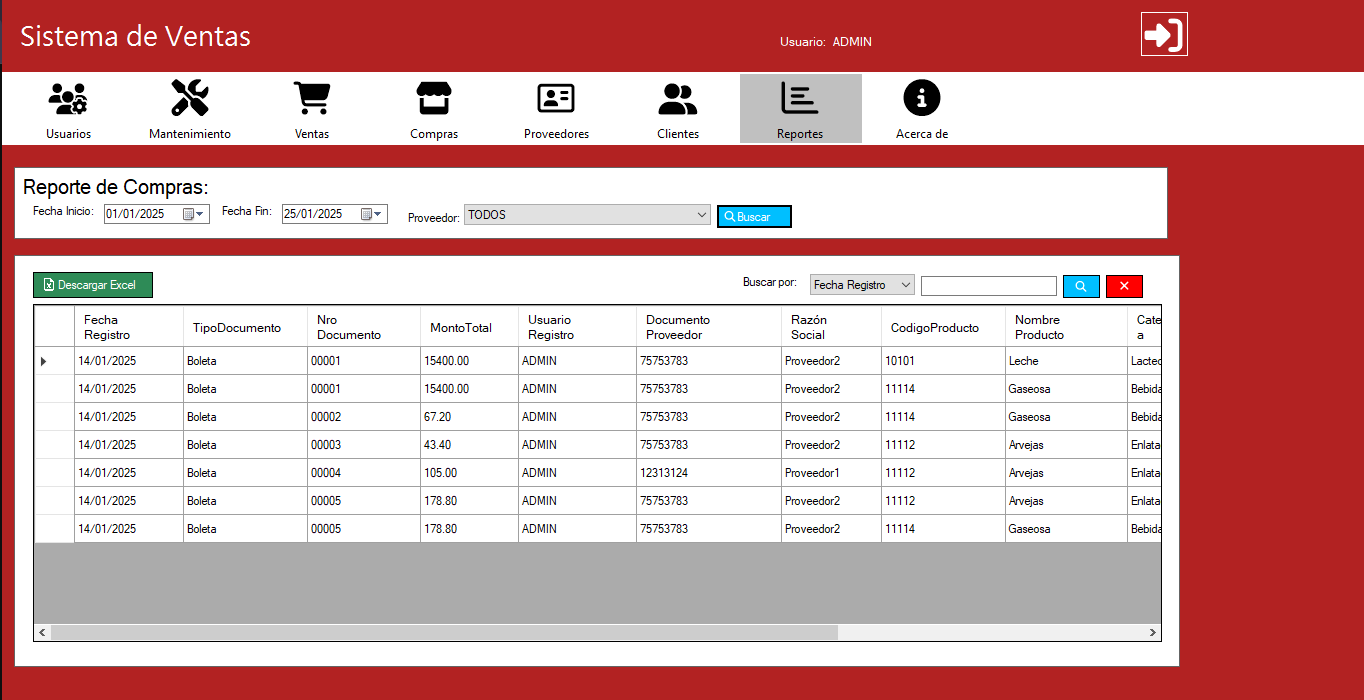 Sistema de Ventas
Usuario: ADMIN
Usuarios Mantenimiento Ventas Compras Proveedores Clientes Reportes Acerca de
Reporte de Compras:
Fecha Inicio: 01/01/2025 Fecha Fin: 25/01/2025 Proveedor: TODOS Buscar
Descargar Excel Buscar por: Fecha Registro
Fecha Registro TipoDocumento Nro Documento MontoTotal Usuario Registro Documento Proveedor Razón Social CodigoProducto Nombre Producto Cate a
14/01/2025 Boleta 00001 15400.00 ADMIN 75753783 Proveedor2 10101 Leche Lactec
14/01/2025 Boleta 00001 15400.00 ADMIN 75753783 Proveedor2 11114 Gaseosa Bebida
14/01/2025 Boleta 00002 67.20 ADMIN 75753783 Proveedor2 11114 Gaseosa Bebida
14/01/2025 Boleta 00003 43.40 ADMIN 75753783 Proveedor2 11112 Arvejas Enlata
14/01/2025 Boleta 00004 105.00 ADMIN 12313124 Proveedor1 11112 Arvejas Enlata
14/01/2025 Boleta 00005 178.80 ADMIN 75753783 Proveedor2 11112 Arvejas Enlata
14/01/2025 Boleta 00005 178.80 ADMIN 75753783 Proveedor2 11114 Gaseosa Bebida